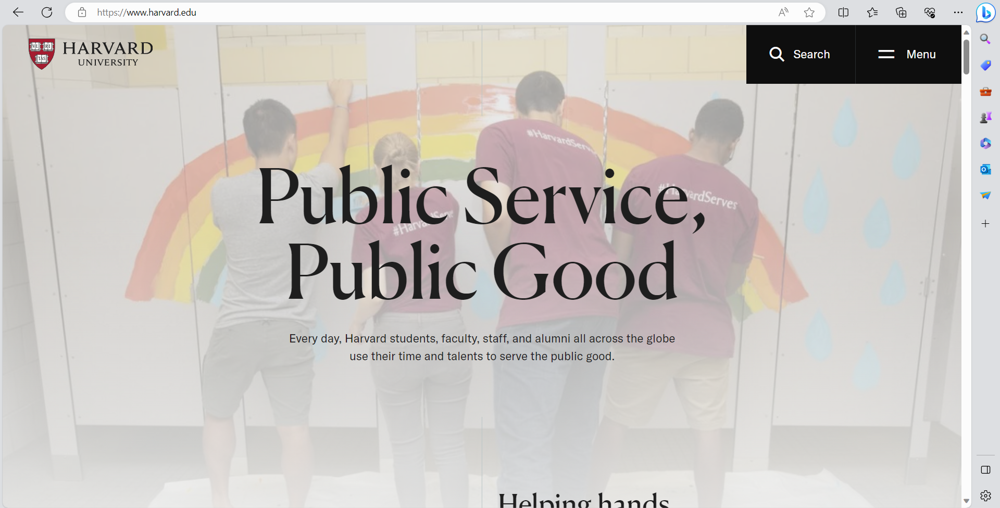 https://www.harvard.edu
VE RI
TAS
HARVARD
UNIVERSITY
Search
Menu
#HarvardServes
Public Service,
Public Good
Every day, Harvard students, faculty, staff, and alumni all across the globe
use their time and talents to serve the public good.
Helping hands